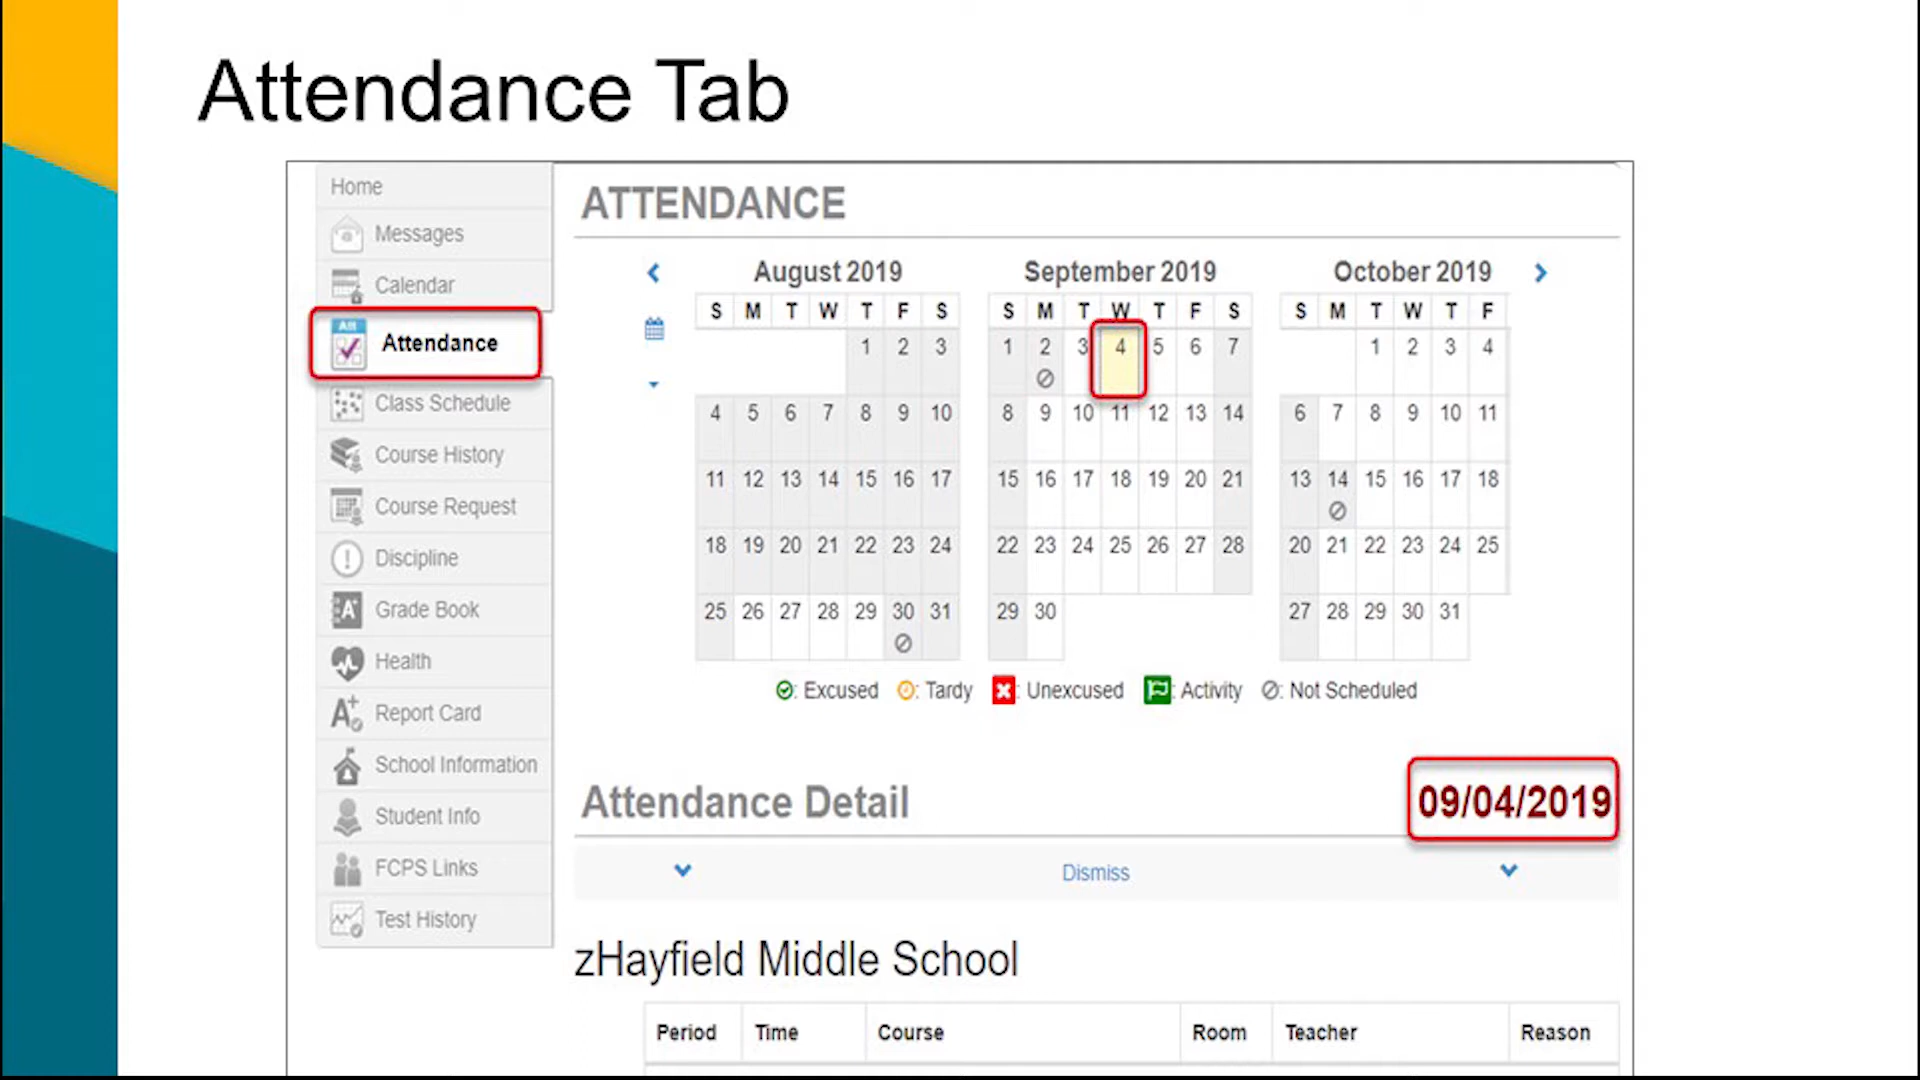 Attendance Tab
Home
Messages
Calendar
Att
Attendance
Class Schedule
Course History
Course Request
Discipline
Grade Book
Health
Report Card
School Information
Student Info
FCPS Links
Test History
ATTENDANCE
August 2019
S M T W T F S
1 2 3
4 5 6 7 8 9 10
11 12 13 14 15 16 17
18 19 20 21 22 23 24
25 26 27 28 29 30 31
September 2019
S M T W T F S
1 2 3 4 5 6 7
8 9 10 11 12 13 14
15 16 17 18 19 20 21
22 23 24 25 26 27 28
29 30
October 2019
S M T W T F
1 2 3 4
6 7 8 9 10 11
13 14 15 16 17 18
20 21 22 23 24 25
27 28 29 30 31
: Excused : Tardy : Unexcused : Activity : Not Scheduled
Attendance Detail 09/04/2019
Dismiss
zHayfield Middle School
Period Time Course Room Teacher Reason